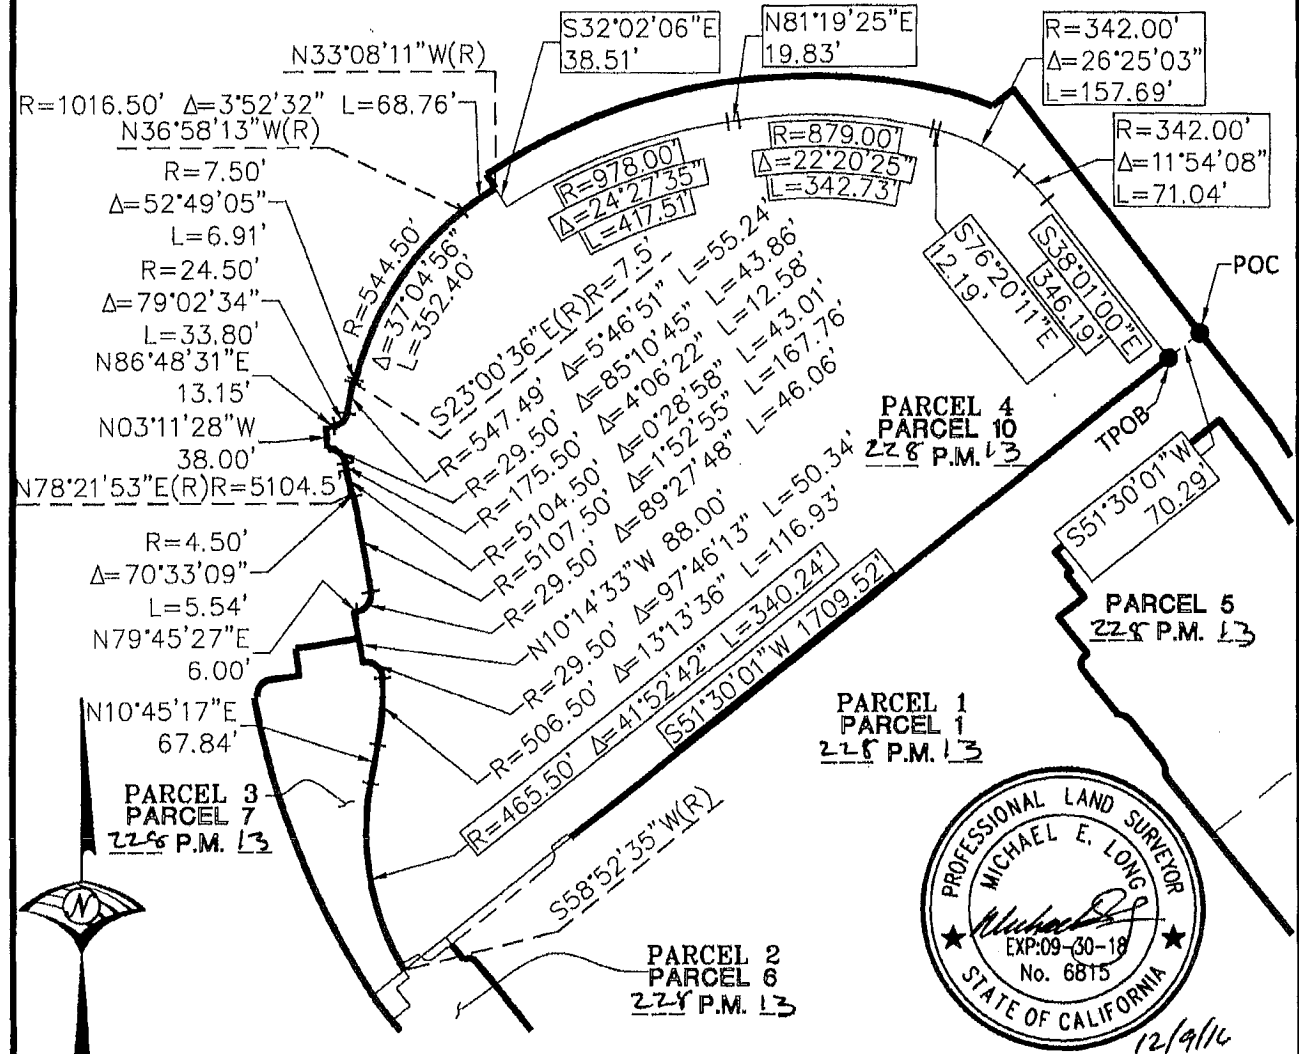 S32°02'06"E
38.51'
N81°19'25"E
19.83'
R=342.00'
Δ=26°25'03"
L=157.69'
N33°08'11"W(R)
R=1016.50' Δ=3°52'32" L=68.76'
N36°58'13"W(R)
R=342.00'
Δ=11°54'08"
L=71.04'
R=7.50'
Δ=52°49'05"
L=6.91'
R=24.50'
Δ=79°02'34"
L=33.80'
N86°48'31"E
13.15'
N03°11'28"W
38.00'
N78°21'53"E(R)R=5104.5'
R=4.50'
Δ=70°33'09"
L=5.54'
N79°45'27"E
6.00'
N10°45'17"E
67.84'
R=978.00'
Δ=24°27'35"
L=417.51'
R=879.00'
Δ=22°20'25"
L=342.73'
R=544.50'
Δ=37°04'56"
L=352.40'
S76°20'11"E
12.19'
S38°01'00"E
346.19'
POC
TPOB
S51°30'01"W
70.29'
S23°00'36"E(R)R=7.5'
R=547.49' Δ=5°46'51" L=55.24'
R=29.50' Δ=85°10'45" L=43.86'
R=175.50' Δ=4°06'22" L=12.58'
R=5104.50' Δ=0°28'58" L=43.01'
R=5107.50' Δ=1°52'55" L=167.76'
R=29.50' Δ=89°27'48" L=46.06'
N10°14'33"W 88.00'
R=29.50' Δ=97°46'13" L=50.34'
R=506.50' Δ=13°13'36" L=116.93'
R=465.50' Δ=41°52'42" L=340.24'
S51°30'01"W 1709.52'
S58°52'35"W(R)
PARCEL 4
PARCEL 10
228 P.M. 13
PARCEL 5
228 P.M. 13
PARCEL 1
PARCEL 1
228 P.M. 13
PARCEL 3
PARCEL 7
228 P.M. 13
PARCEL 2
PARCEL 6
228 P.M. 13
N
PROFESSIONAL LAND SURVEYOR
MICHAEL E. LONG
EXP:09-30-18
No. 6815
STATE OF CALIFORNIA
12/9/16